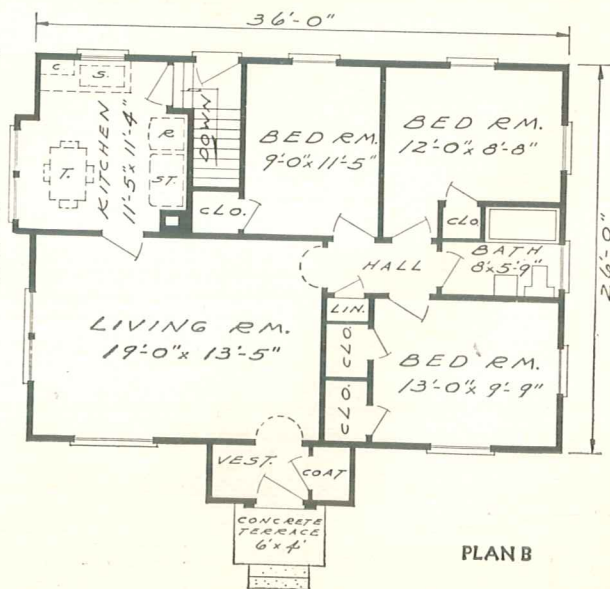 36'-0"
C
S.
KITCHEN
11'-5" x 11'-4"
T.
R
ST.
DOWN
CLO.
BED RM.
9'-0" x 11'-5"
BED RM.
12'-0" x 8'-8"
CLO
BATH
8' x 5'-9"
26'-0"
HALL
LIN.
LIVING RM.
19'-0" x 13'-5"
CLO.
CLO.
BED RM.
13'-0" x 9'-9"
VEST.
COAT
CONCRETE
TERRACE
6' x 4'
PLAN B